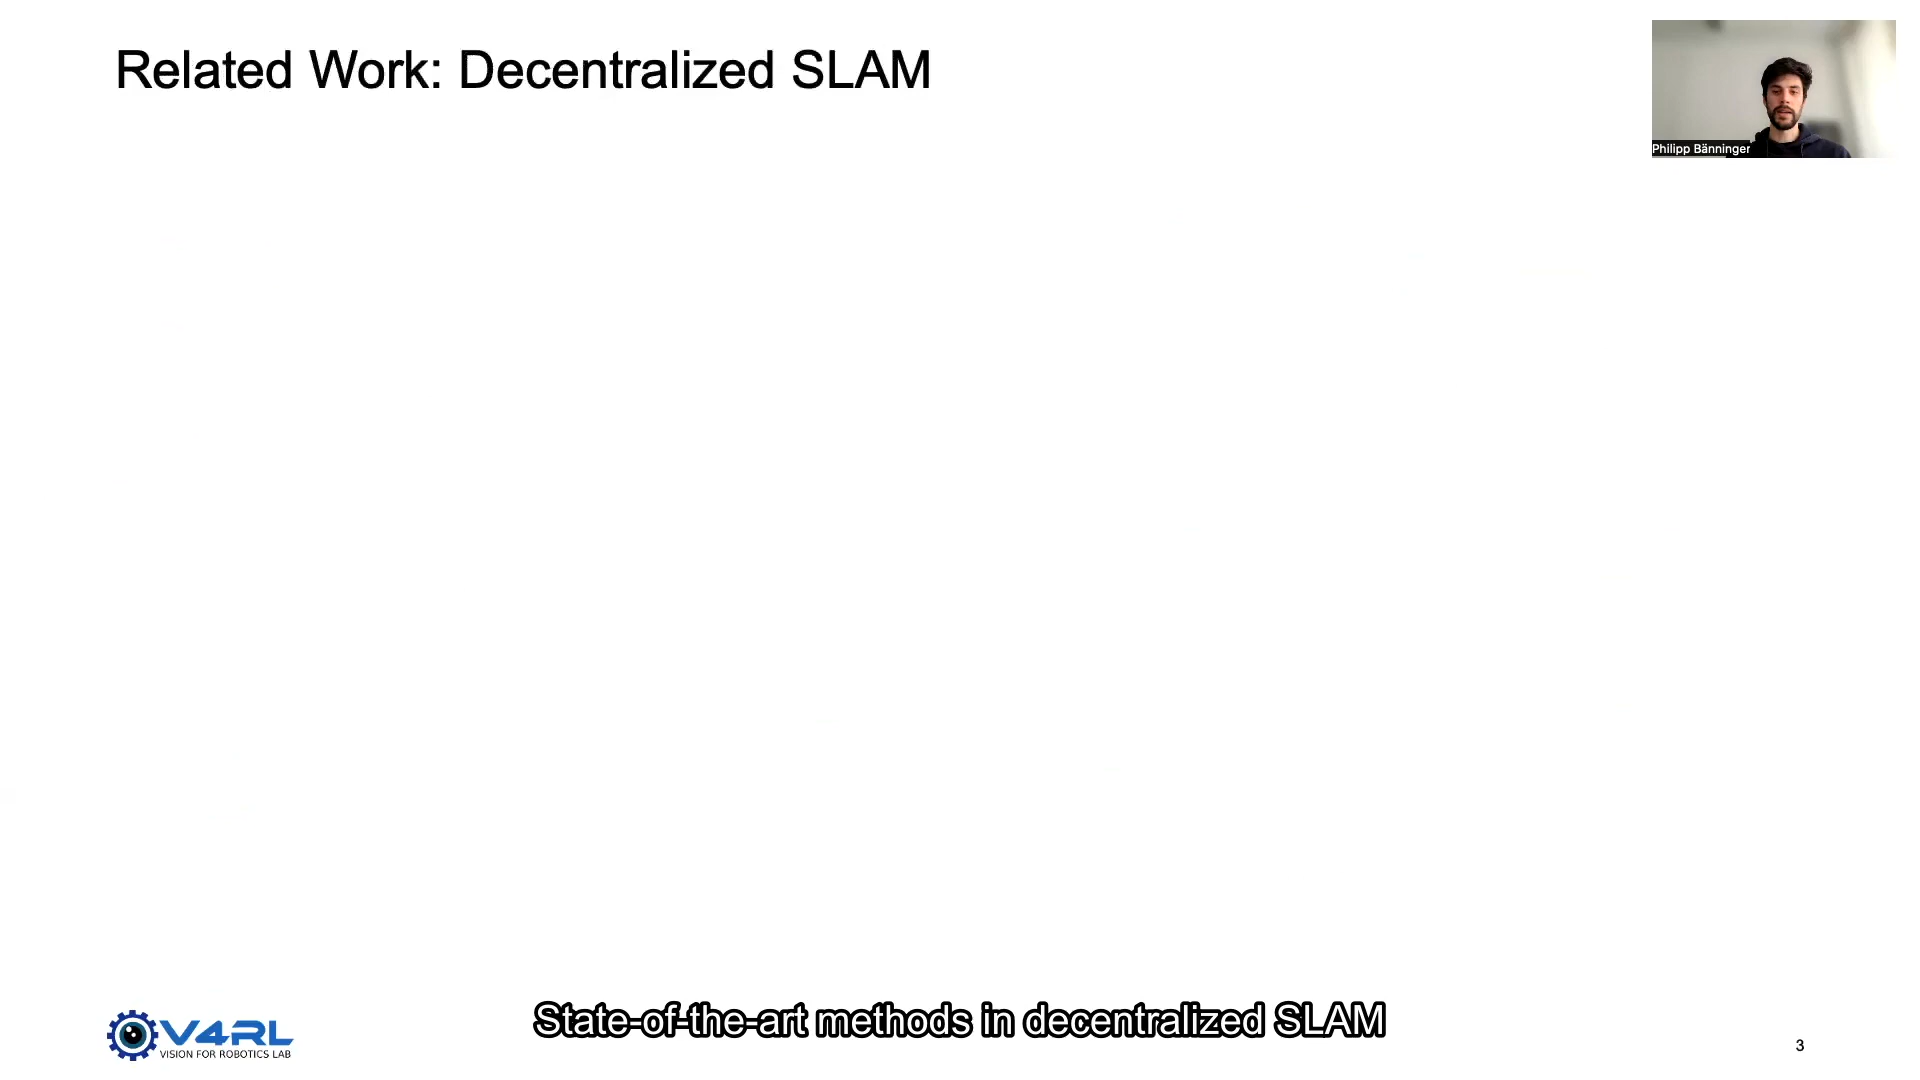 Related Work: Decentralized SLAM
Philipp Bänninger
State-of-the-art methods in decentralized SLAM
V4RL
VISION FOR ROBOTICS LAB
3